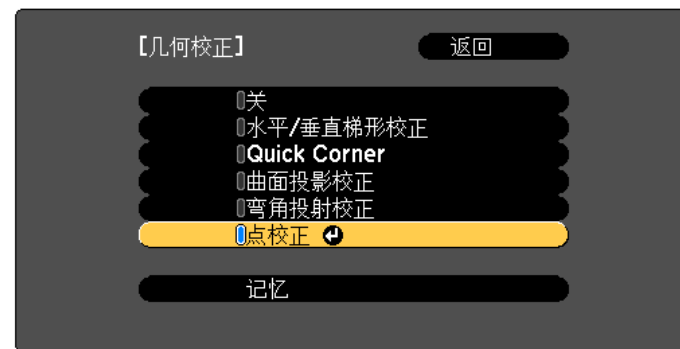 【几何校正】 返回
关
水平/垂直梯形校正
Quick Corner
曲面投影校正
弯角投射校正
点校正
记忆